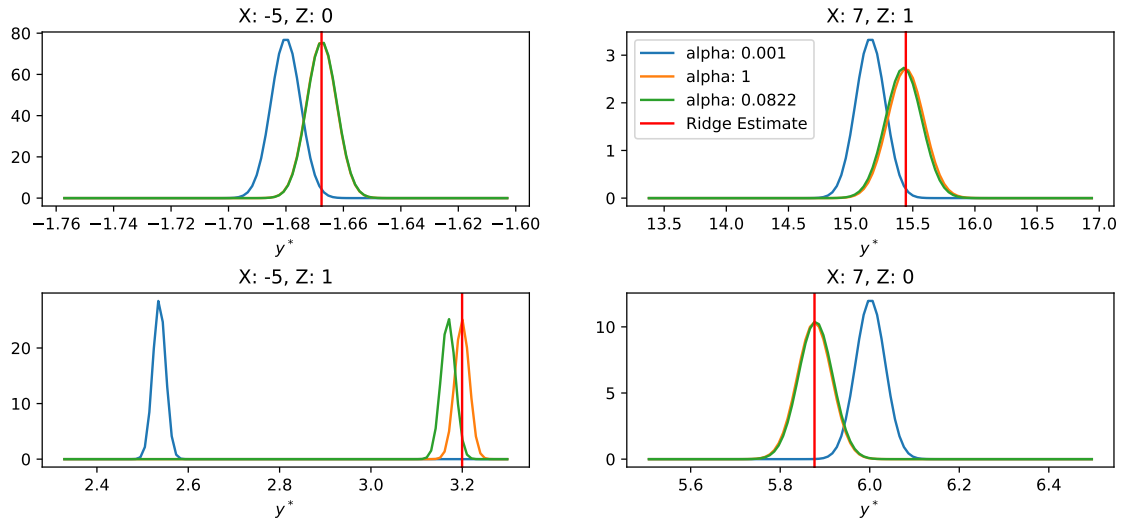 X: -5, Z: 0
80
60
40
20
0
−1.76 −1.74 −1.72 −1.70 −1.68 −1.66 −1.64 −1.62 −1.60
y*
X: 7, Z: 1
alpha: 0.001
alpha: 1
alpha: 0.0822
Ridge Estimate
3
2
1
0
13.5 14.0 14.5 15.0 15.5 16.0 16.5 17.0
y*
X: -5, Z: 1
20
10
0
2.4 2.6 2.8 3.0 3.2
y*
X: 7, Z: 0
10
5
0
5.6 5.8 6.0 6.2 6.4
y*